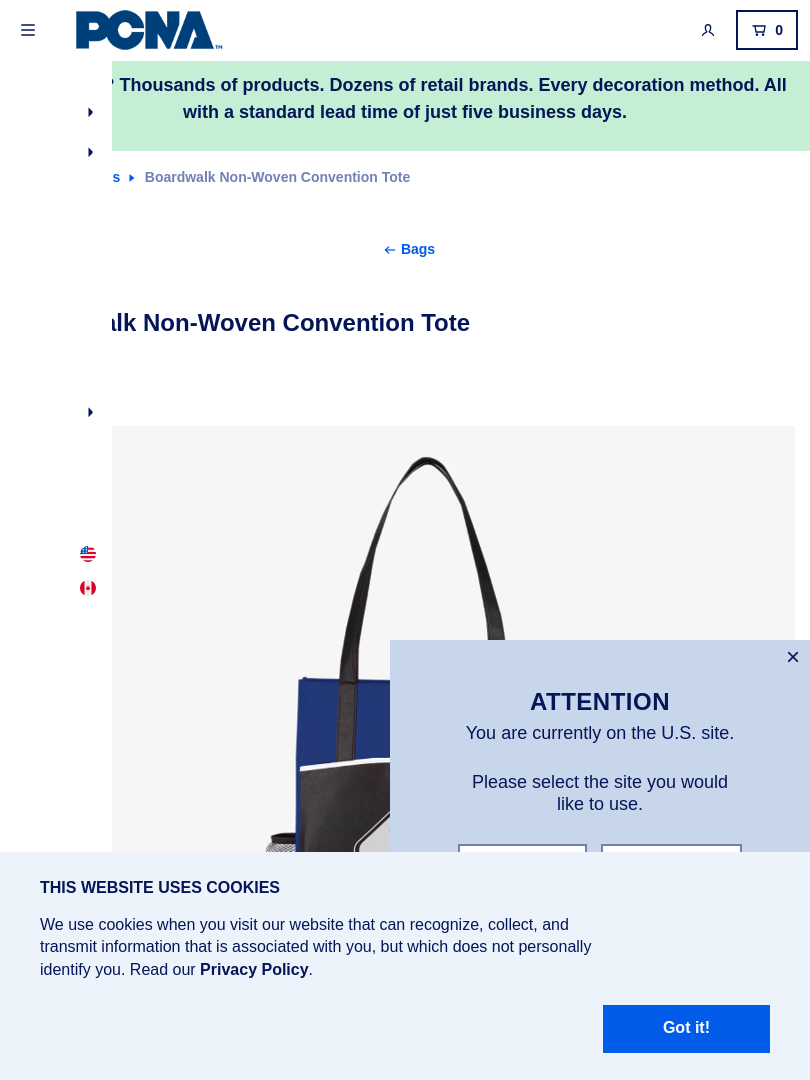 PCNA™
0
Thousands of products. Dozens of retail brands. Every decoration method. All
with a standard lead time of just five business days.
Boardwalk Non-Woven Convention Tote
← Bags
Non-Woven Convention Tote
×
ATTENTION
You are currently on the U.S. site.
Please select the site you would
like to use.
THIS WEBSITE USES COOKIES
We use cookies when you visit our website that can recognize, collect, and
transmit information that is associated with you, but which does not personally
identify you. Read our Privacy Policy.
Got it!